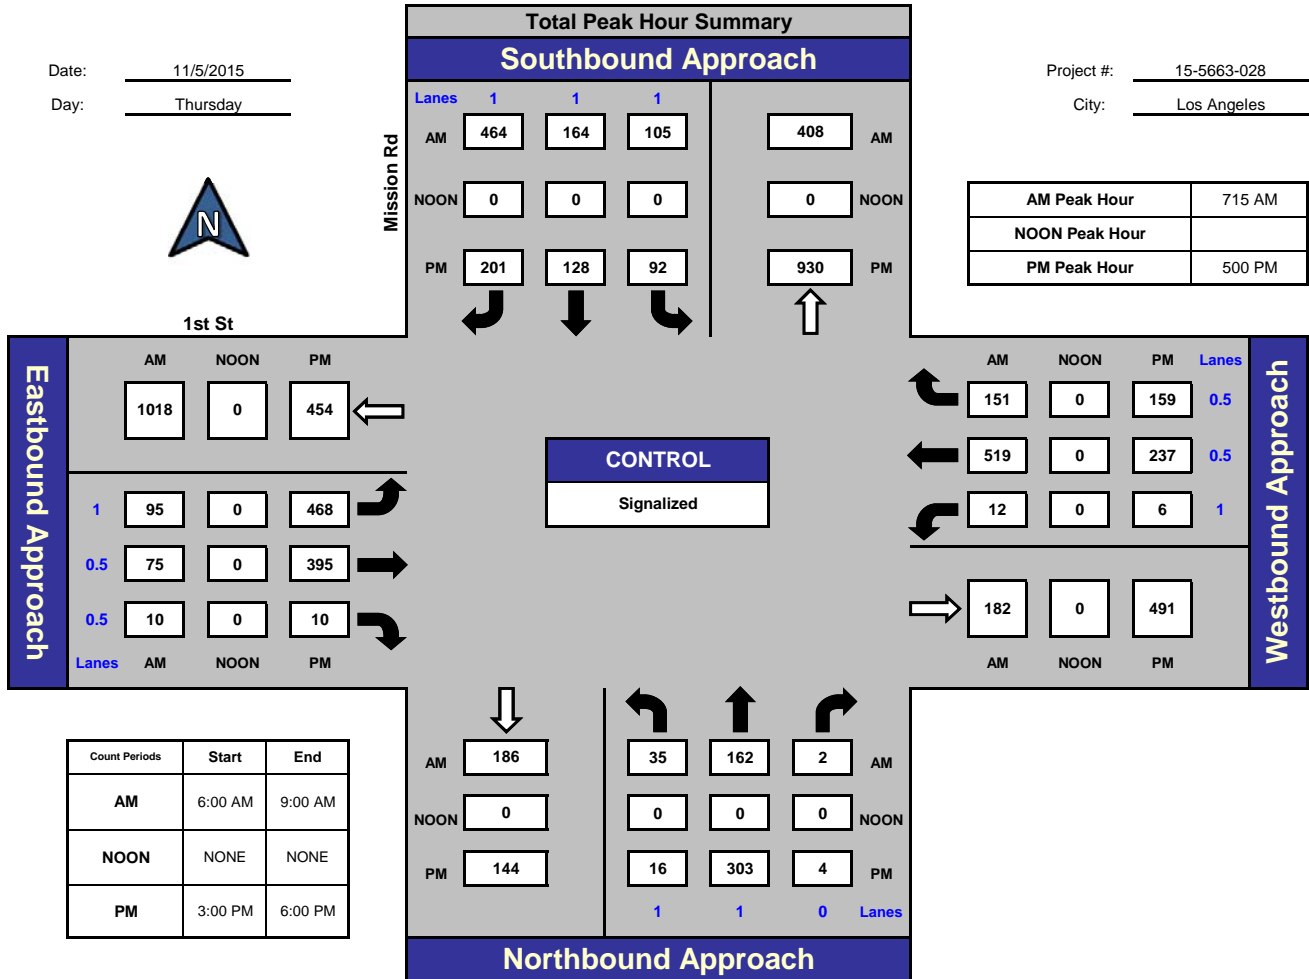 Total Peak Hour Summary
Southbound Approach
Date: 11/5/2015
Day: Thursday
Project #: 15-5663-028
City: Los Angeles
N
Mission Rd
Lanes 1 1 1
AM 464 164 105 408 AM
NOON 0 0 0 0 NOON
PM 201 128 92 930 PM
AM Peak Hour 715 AM
NOON Peak Hour
PM Peak Hour 500 PM
1st St
Eastbound Approach
AM NOON PM
1018 0 454
1 95 0 468
0.5 75 0 395
0.5 10 0 10
Lanes AM NOON PM
CONTROL
Signalized
AM NOON PM Lanes
151 0 159 0.5
519 0 237 0.5
12 0 6 1
182 0 491
AM NOON PM
Westbound Approach
Count Periods Start End
AM 6:00 AM 9:00 AM
NOON NONE NONE
PM 3:00 PM 6:00 PM
AM 186 35 162 2 AM
NOON 0 0 0 0 NOON
PM 144 16 303 4 PM
1 1 0 Lanes
Northbound Approach